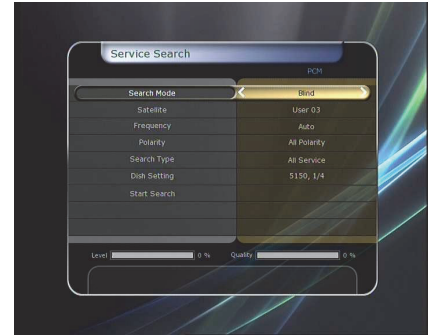 Service Search
PCM
Search Mode Blind
Satellite User 03
Frequency Auto
Polarity All Polarity
Search Type All Service
Dish Setting 5150, 1/4
Start Search
Level 0 % Quality 0 %